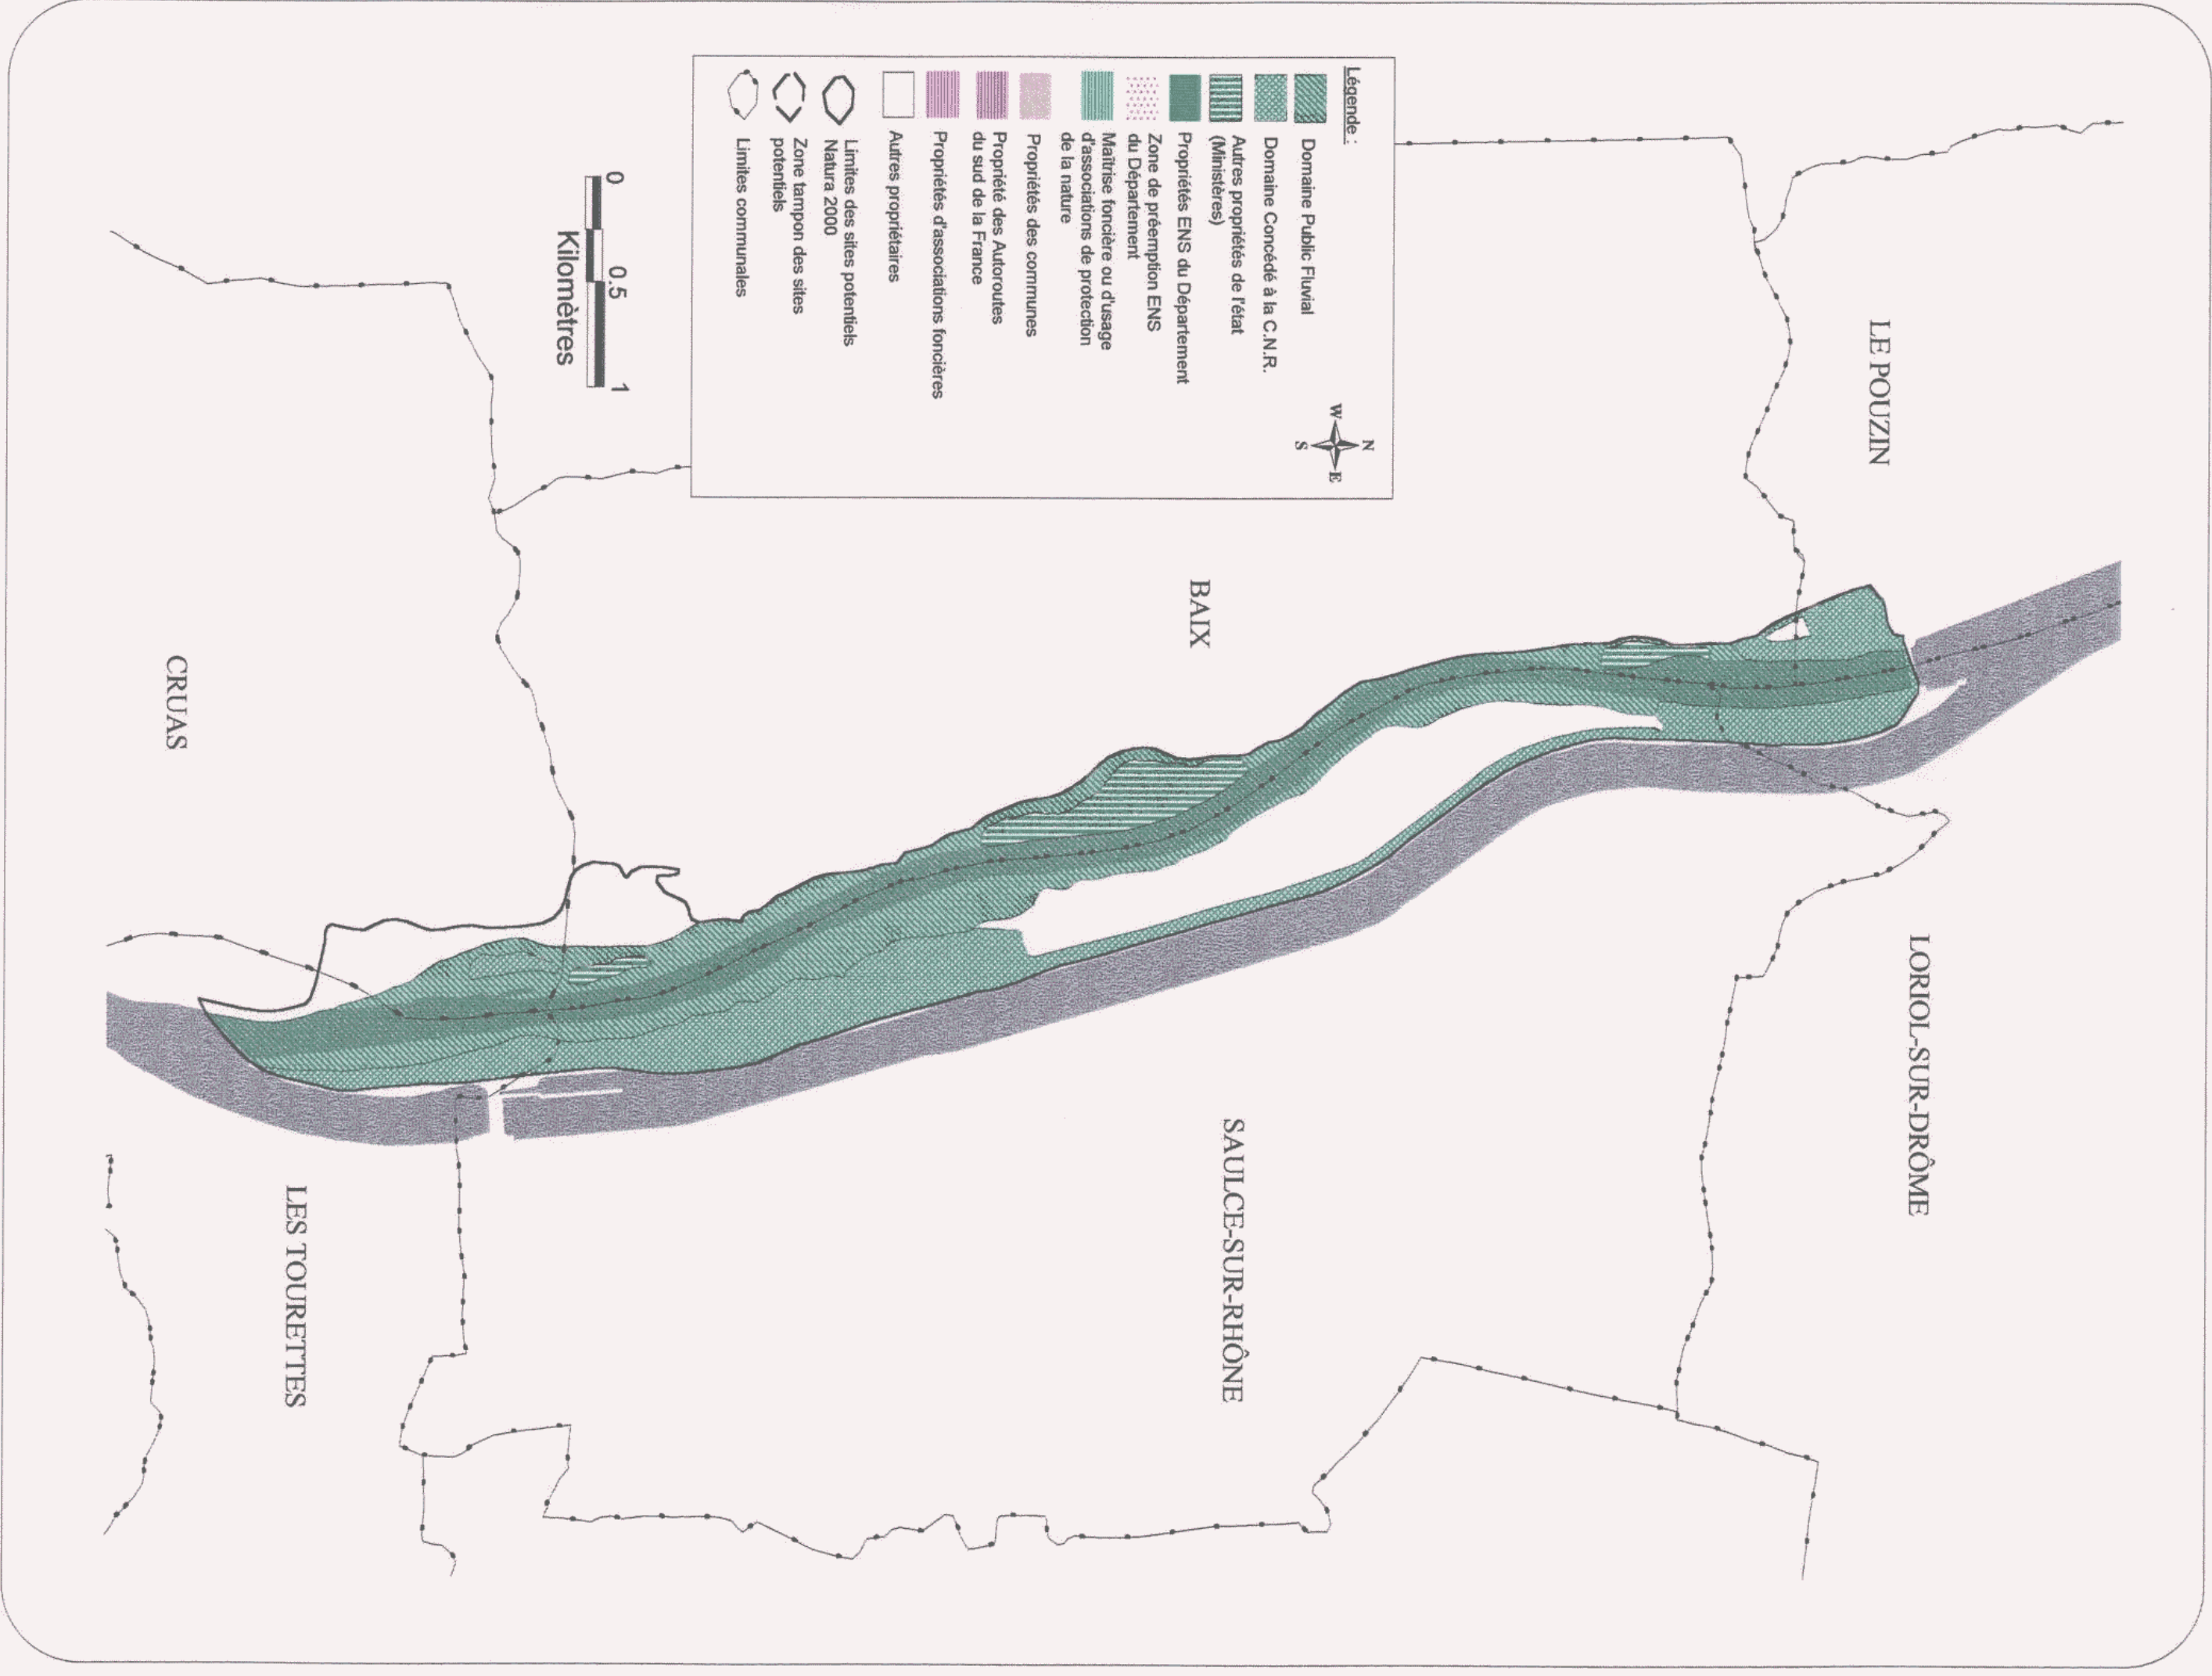 LE POUZIN
LORIOL-SUR-DRÔME
BAIX
SAULCE-SUR-RHÔNE
CRUAS
LES TOURETTES
Légende :
N
W
E
S
Domaine Public Fluvial
Domaine Concédé à la C.N.R.
Autres propriétés de l'état
(Ministères)
Propriétés ENS du Département
Zone de préemption ENS
du Département
Maîtrise foncière ou d'usage
d'associations de protection
de la nature
Propriétés des communes
Propriété des Autoroutes
du sud de la France
Propriétés d'associations foncières
Autres propriétaires
Limites des sites potentiels
Natura 2000
Zone tampon des sites
potentiels
Limites communales
0 0.5 1
Kilomètres